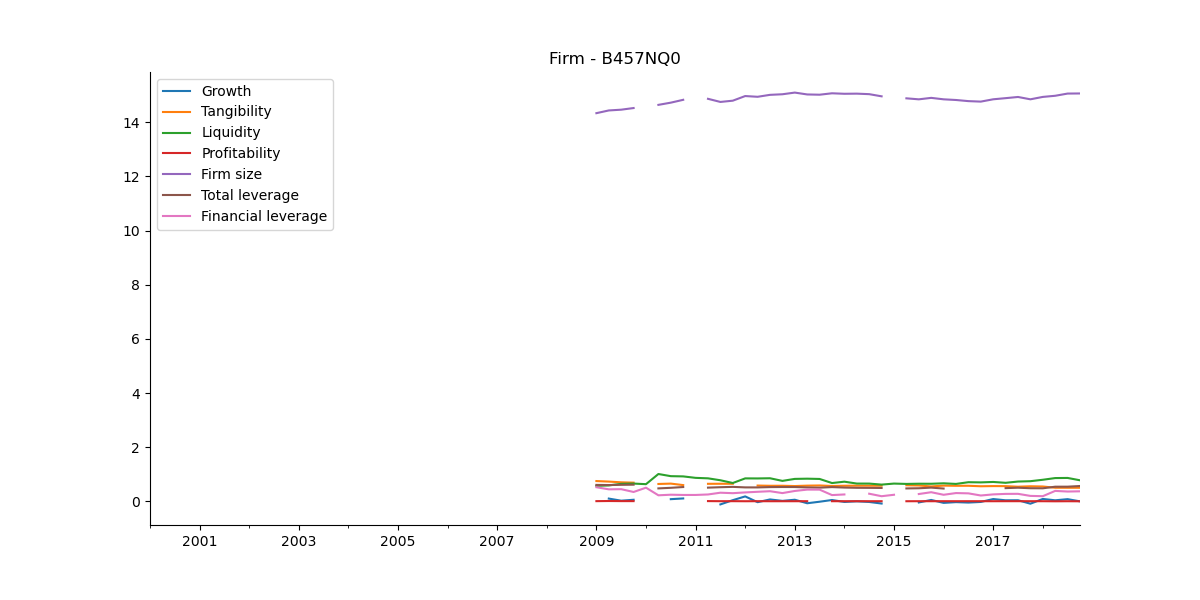 Firm - B457NQ0
Growth
Tangibility
Liquidity
Profitability
Firm size
Total leverage
Financial leverage
14
12
10
8
6
4
2
0
2001 2003 2005 2007 2009 2011 2013 2015 2017